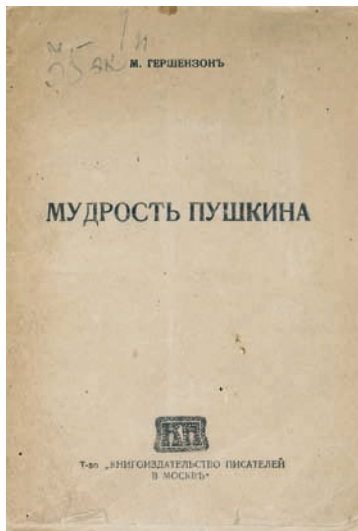 М. ГЕРШЕНЗОНЪ
МУДРОСТЬ ПУШКИНА
Т-во „КНИГОИЗДАТЕЛЬСТВО ПИСАТЕЛЕЙ
В МОСКВѢ“